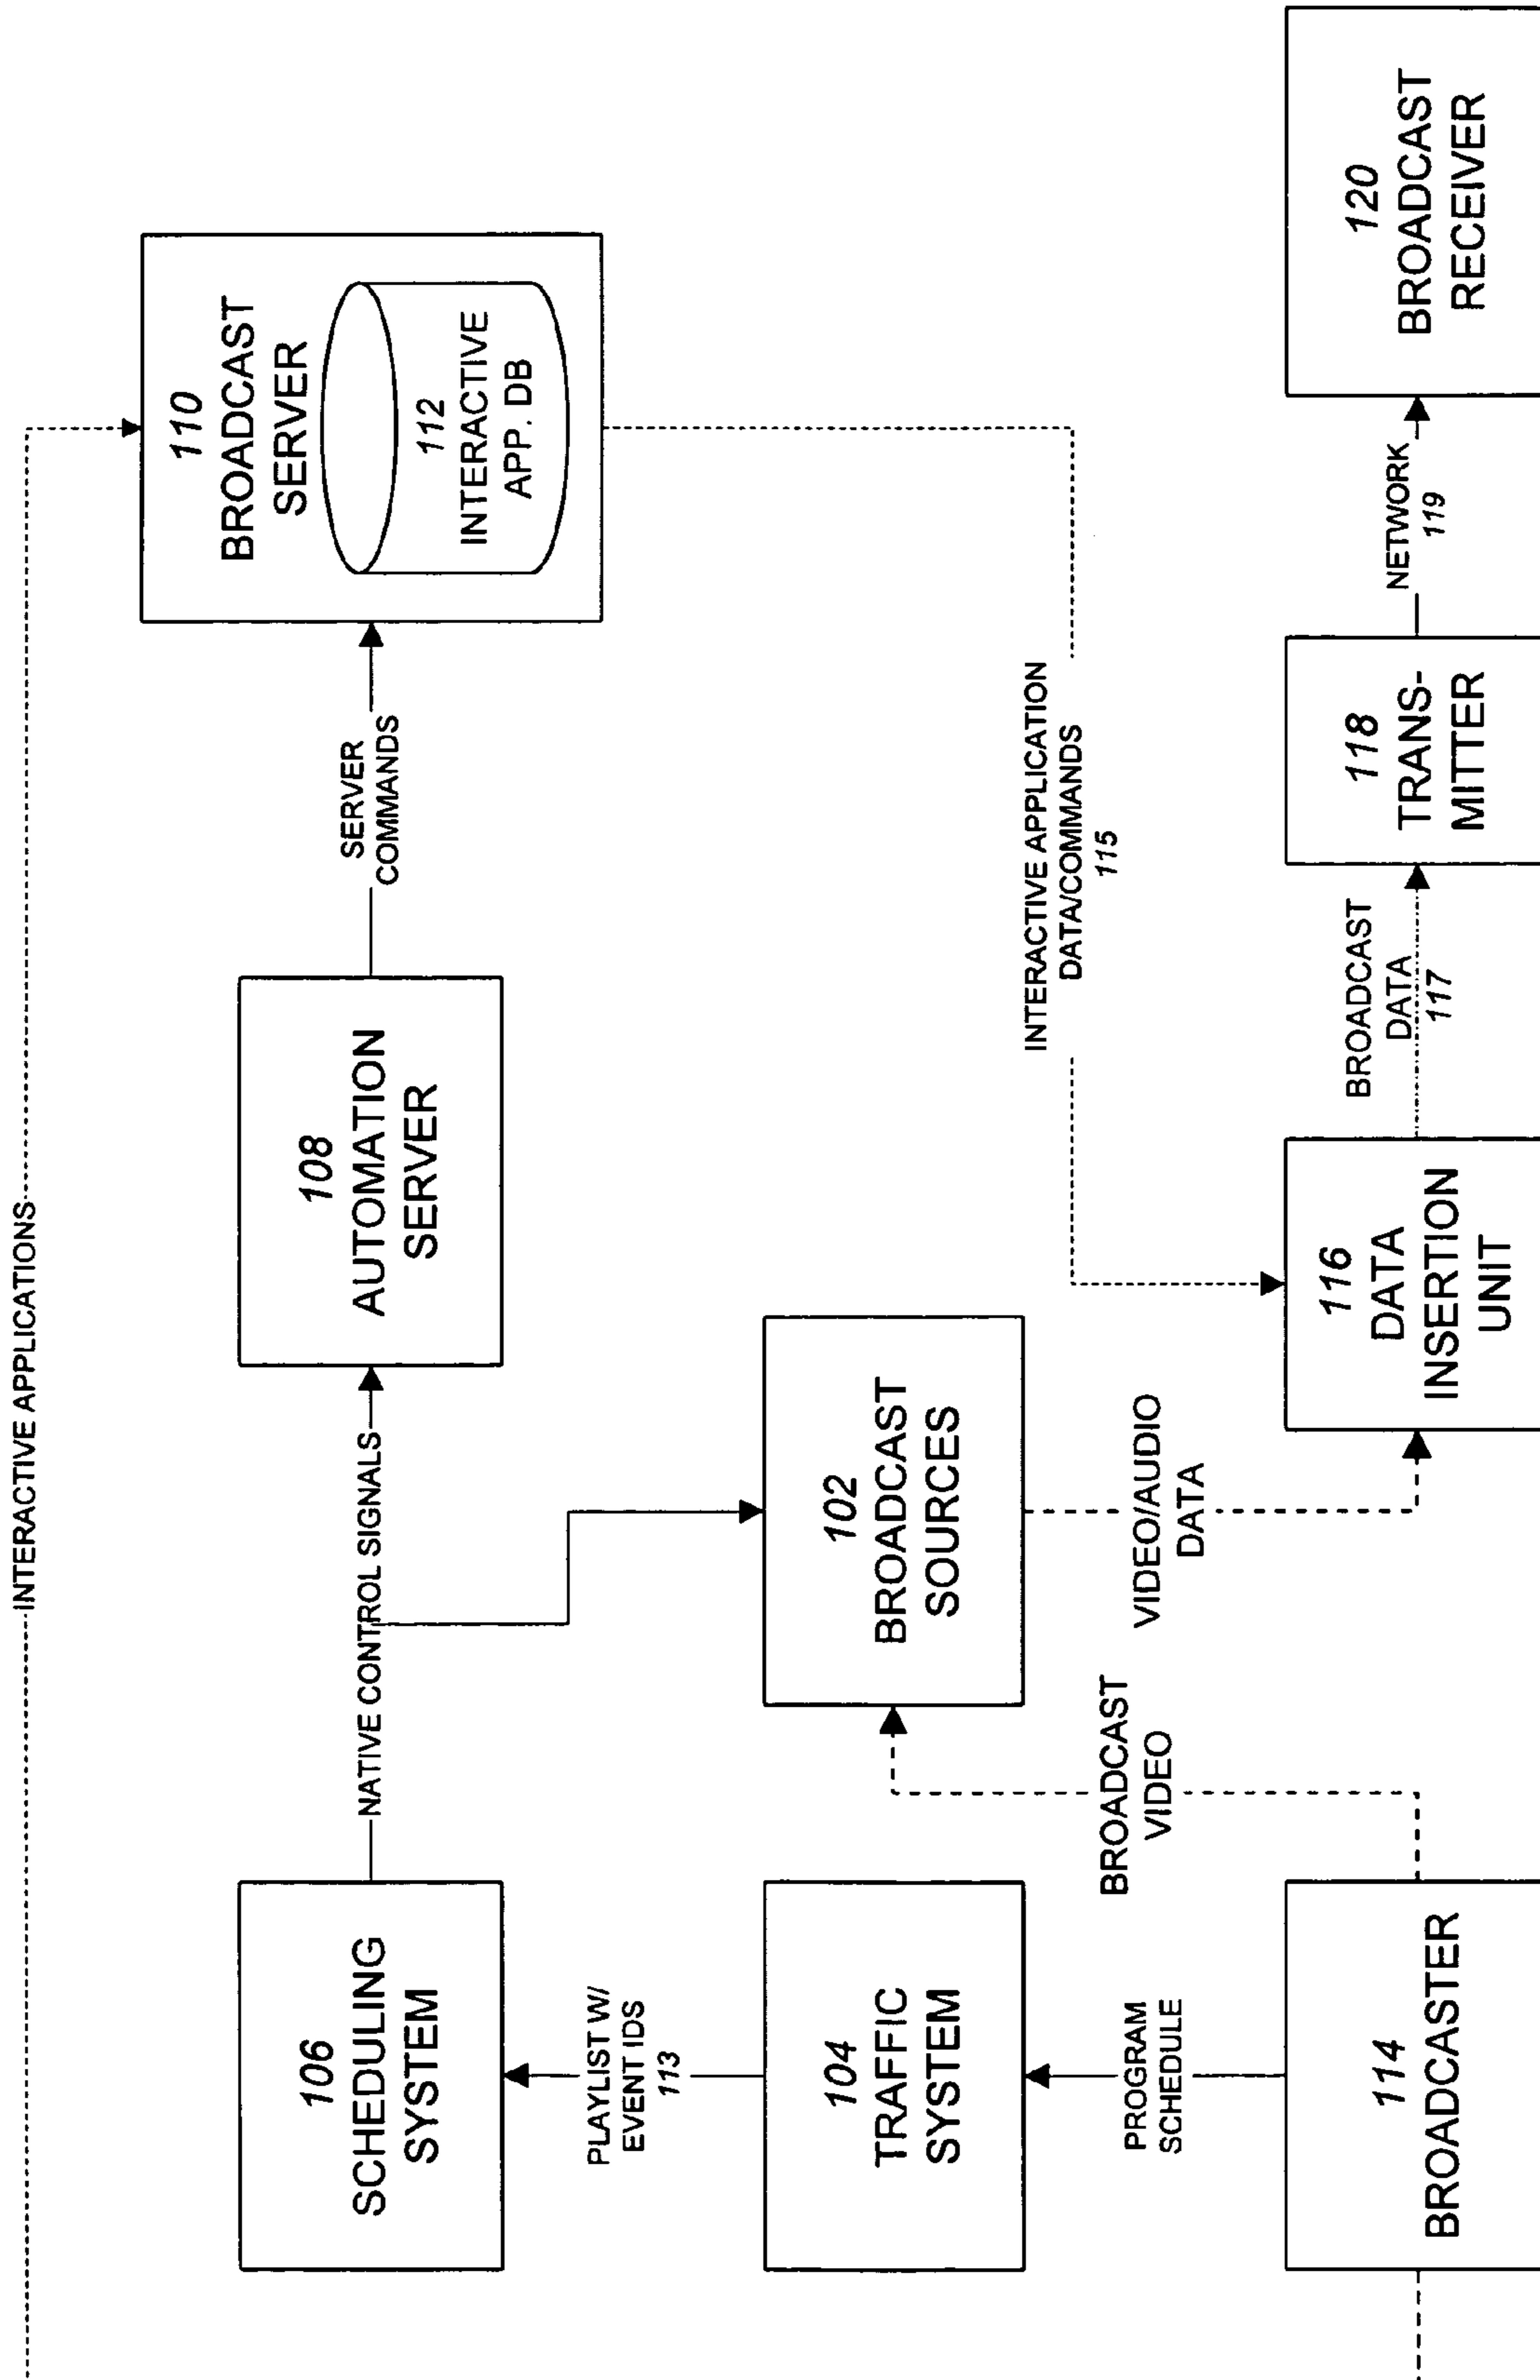 INTERACTIVE APPLICATIONS
106
SCHEDULING
SYSTEM
NATIVE CONTROL SIGNALS
108
AUTOMATION
SERVER
SERVER
COMMANDS
110
BROADCAST
SERVER
112
INTERACTIVE
APP. DB
PLAYLIST W/
EVENT IDS
113
104
TRAFFIC
SYSTEM
102
BROADCAST
SOURCES
INTERACTIVE APPLICATION
DATA/COMMANDS
115
PROGRAM
SCHEDULE
BROADCAST
VIDEO
VIDEO/AUDIO
DATA
114
BROADCASTER
116
DATA
INSERTION
UNIT
BROADCAST
DATA
117
118
TRANS-
MITTER
NETWORK
119
120
BROADCAST
RECEIVER